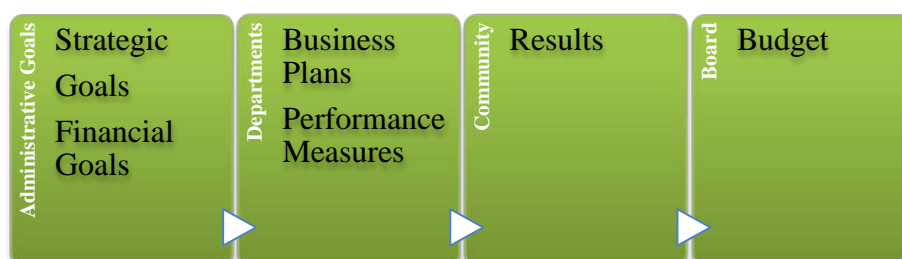 Administrative Goals
Strategic
Goals
Financial
Goals
Departments
Business
Plans
Performance
Measures
Community
Results
Board
Budget